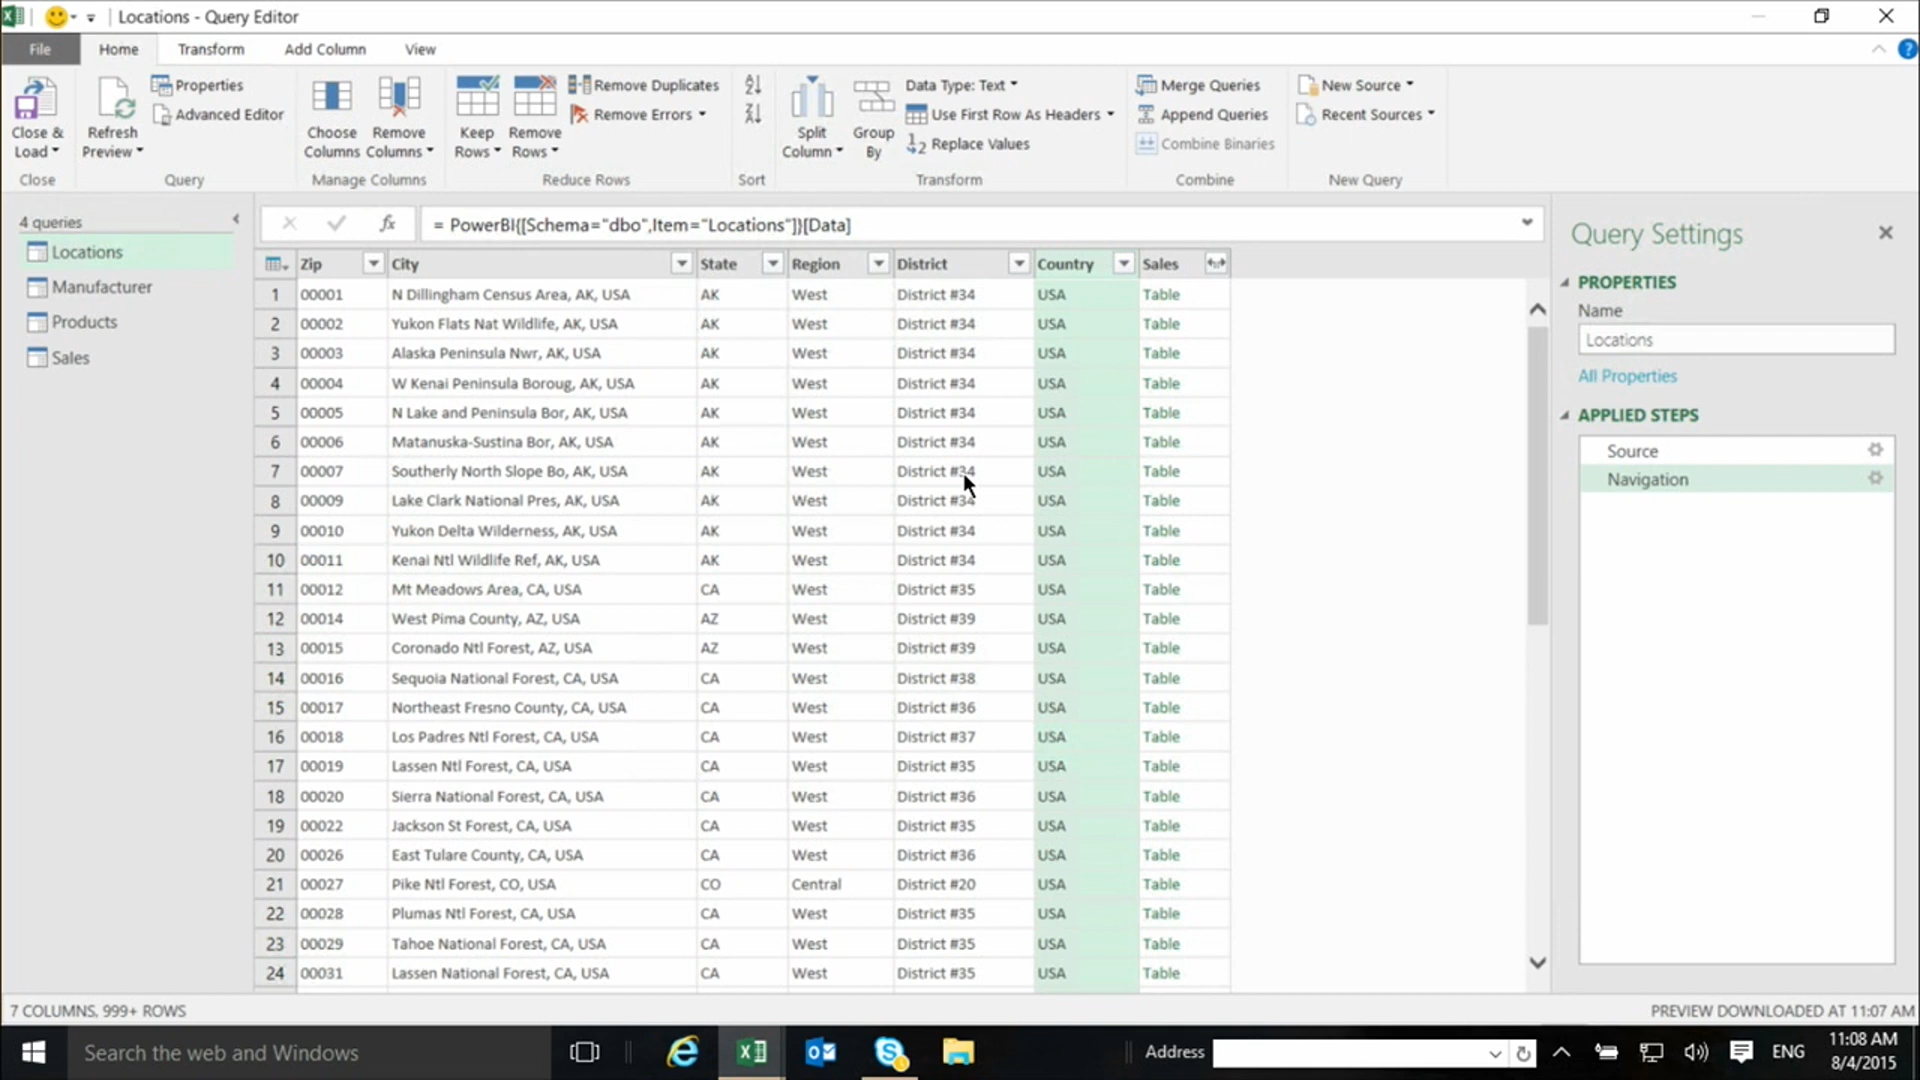 Locations - Query Editor
File Home Transform Add Column View
Close & Load
Refresh Preview
Properties
Advanced Editor
Choose Columns
Remove Columns
Keep Rows
Remove Rows
Remove Duplicates
Remove Errors
Split Column
Group By
Data Type: Text
Use First Row As Headers
Replace Values
Merge Queries
Append Queries
Combine Binaries
New Source
Recent Sources
Close Query Manage Columns Reduce Rows Sort Transform Combine New Query
4 queries
Locations
Manufacturer
Products
Sales
fx = PowerBI{[Schema="dbo",Item="Locations"]}[Data]
Zip City State Region District Country Sales
1 00001 N Dillingham Census Area, AK, USA AK West District #34 USA Table
2 00002 Yukon Flats Nat Wildlife, AK, USA AK West District #34 USA Table
3 00003 Alaska Peninsula Nwr, AK, USA AK West District #34 USA Table
4 00004 W Kenai Peninsula Boroug, AK, USA AK West District #34 USA Table
5 00005 N Lake and Peninsula Bor, AK, USA AK West District #34 USA Table
6 00006 Matanuska-Sustina Bor, AK, USA AK West District #34 USA Table
7 00007 Southerly North Slope Bo, AK, USA AK West District #34 USA Table
8 00009 Lake Clark National Pres, AK, USA AK West District #34 USA Table
9 00010 Yukon Delta Wilderness, AK, USA AK West District #34 USA Table
10 00011 Kenai Ntl Wildlife Ref, AK, USA AK West District #34 USA Table
11 00012 Mt Meadows Area, CA, USA CA West District #35 USA Table
12 00014 West Pima County, AZ, USA AZ West District #39 USA Table
13 00015 Coronado Ntl Forest, AZ, USA AZ West District #39 USA Table
14 00016 Sequoia National Forest, CA, USA CA West District #38 USA Table
15 00017 Northeast Fresno County, CA, USA CA West District #36 USA Table
16 00018 Los Padres Ntl Forest, CA, USA CA West District #37 USA Table
17 00019 Lassen Ntl Forest, CA, USA CA West District #35 USA Table
18 00020 Sierra National Forest, CA, USA CA West District #36 USA Table
19 00022 Jackson St Forest, CA, USA CA West District #35 USA Table
20 00026 East Tulare County, CA, USA CA West District #36 USA Table
21 00027 Pike Ntl Forest, CO, USA CO Central District #20 USA Table
22 00028 Plumas Ntl Forest, CA, USA CA West District #35 USA Table
23 00029 Tahoe National Forest, CA, USA CA West District #35 USA Table
24 00031 Lassen National Forest, CA, USA CA West District #35 USA Table
Query Settings
PROPERTIES
Name
Locations
All Properties
APPLIED STEPS
Source
Navigation
7 COLUMNS, 999+ ROWS PREVIEW DOWNLOADED AT 11:07 AM
Search the web and Windows
Address
ENG
11:08 AM
8/4/2015